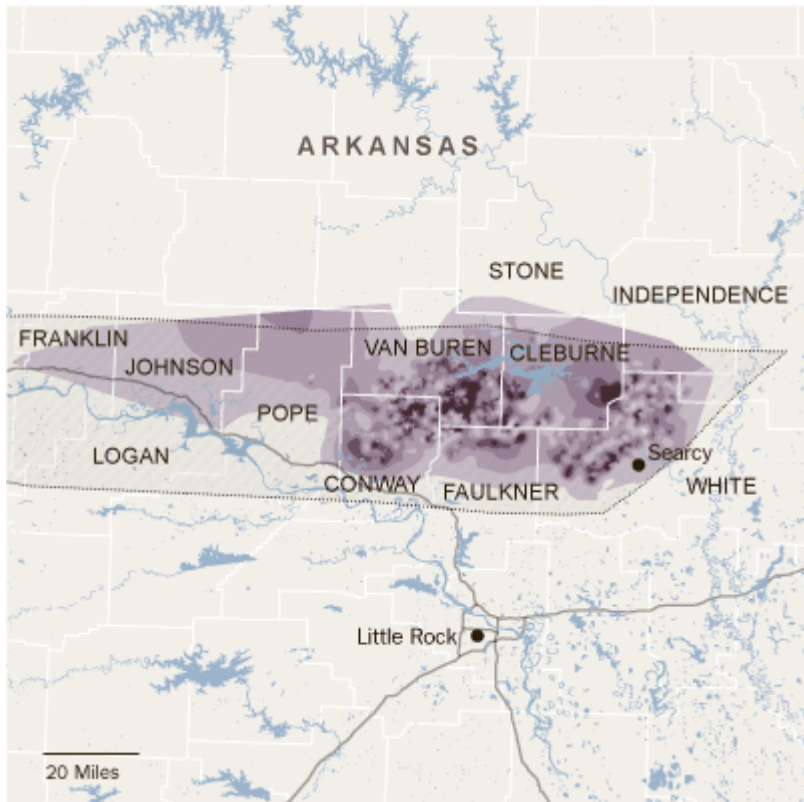 ARKANSAS
STONE
INDEPENDENCE
FRANKLIN
VAN BUREN
CLEBURNE
JOHNSON
POPE
LOGAN
Searcy
CONWAY
FAULKNER
WHITE
Little Rock
20 Miles